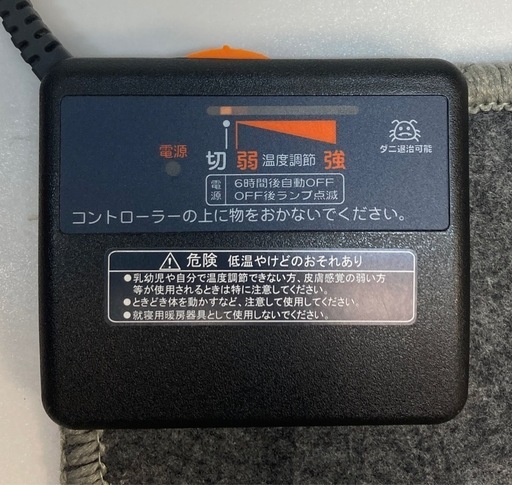 電源
切 弱 温度調節 強
ダニ退治可能
電源 6時間後自動OFF
OFF後ランプ点滅
コントローラーの上に物をおかないでください。
危険 低温やけどのおそれあり
●乳幼児や自分で温度調節できない方、皮膚感覚の弱い方
等が使用されるときは特に注意してください。
●ときどき体を動かすなど、注意して使用してください。
●就寝用暖房器具として使用しないでください。